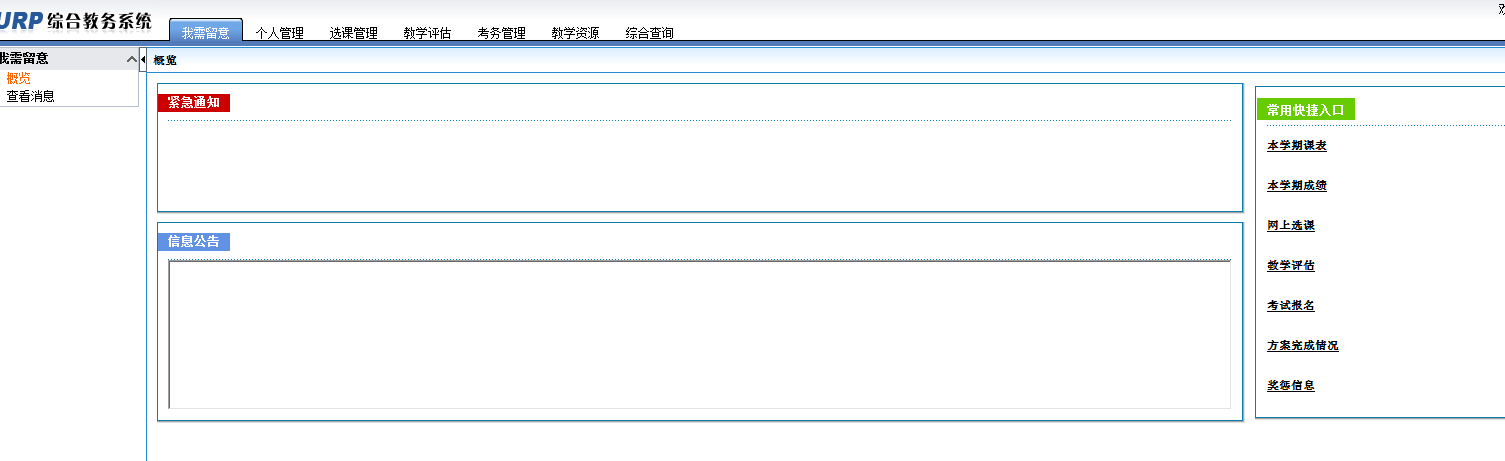 URP 综合教务系统
我需留意 个人管理 选课管理 教学评估 考务管理 教学资源 综合查询
我需留意
概览
查看消息
概览
紧急通知
信息公告
常用快捷入口
本学期课表
本学期成绩
网上选课
教学评估
考试报名
方案完成情况
奖惩信息